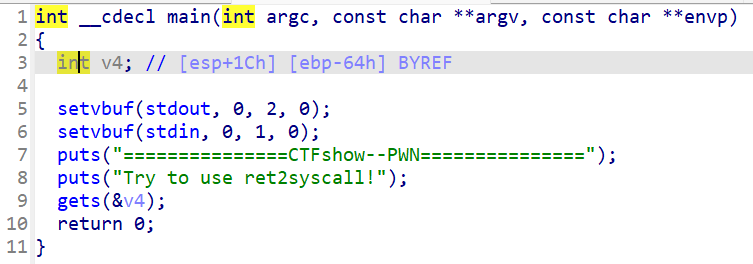 1 int __cdecl main(int argc, const char **argv, const char **envp)
2 {
3   int v4; // [esp+1Ch] [ebp-64h] BYREF
4
5   setvbuf(stdout, 0, 2, 0);
6   setvbuf(stdin, 0, 1, 0);
7   puts("===============CTFshow--PWN===============");
8   puts("Try to use ret2syscall!");
9   gets(&v4);
10   return 0;
11 }